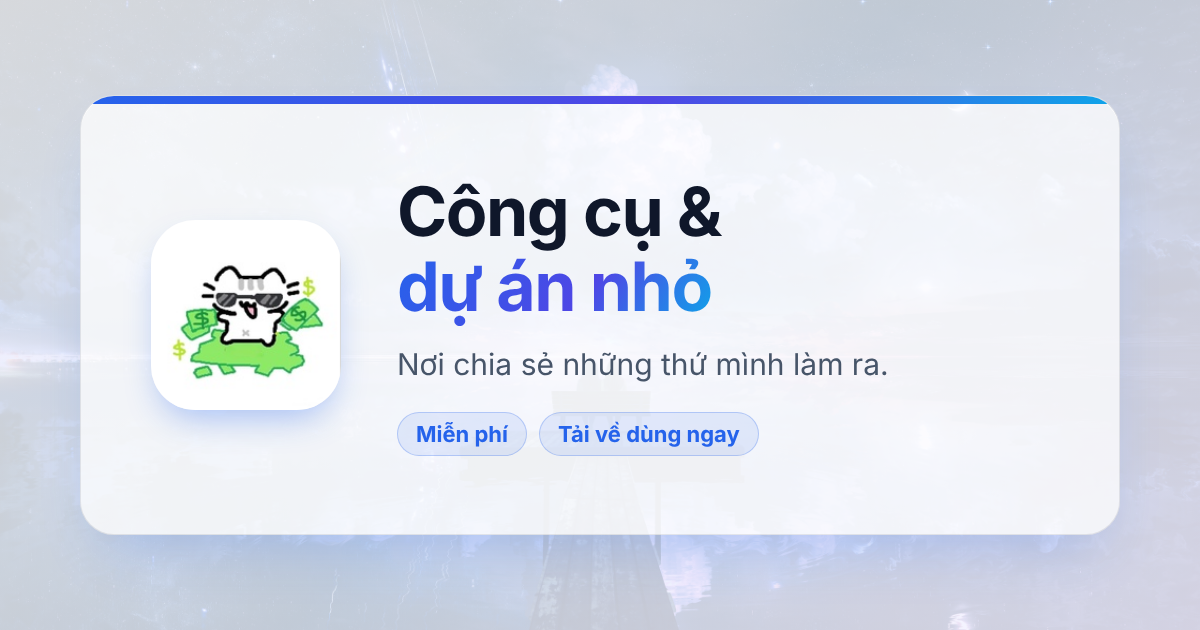 Công cụ &
dự án nhỏ
Nơi chia sẻ những thứ mình làm ra.
Miễn phí
Tải về dùng ngay
$
$
$
$